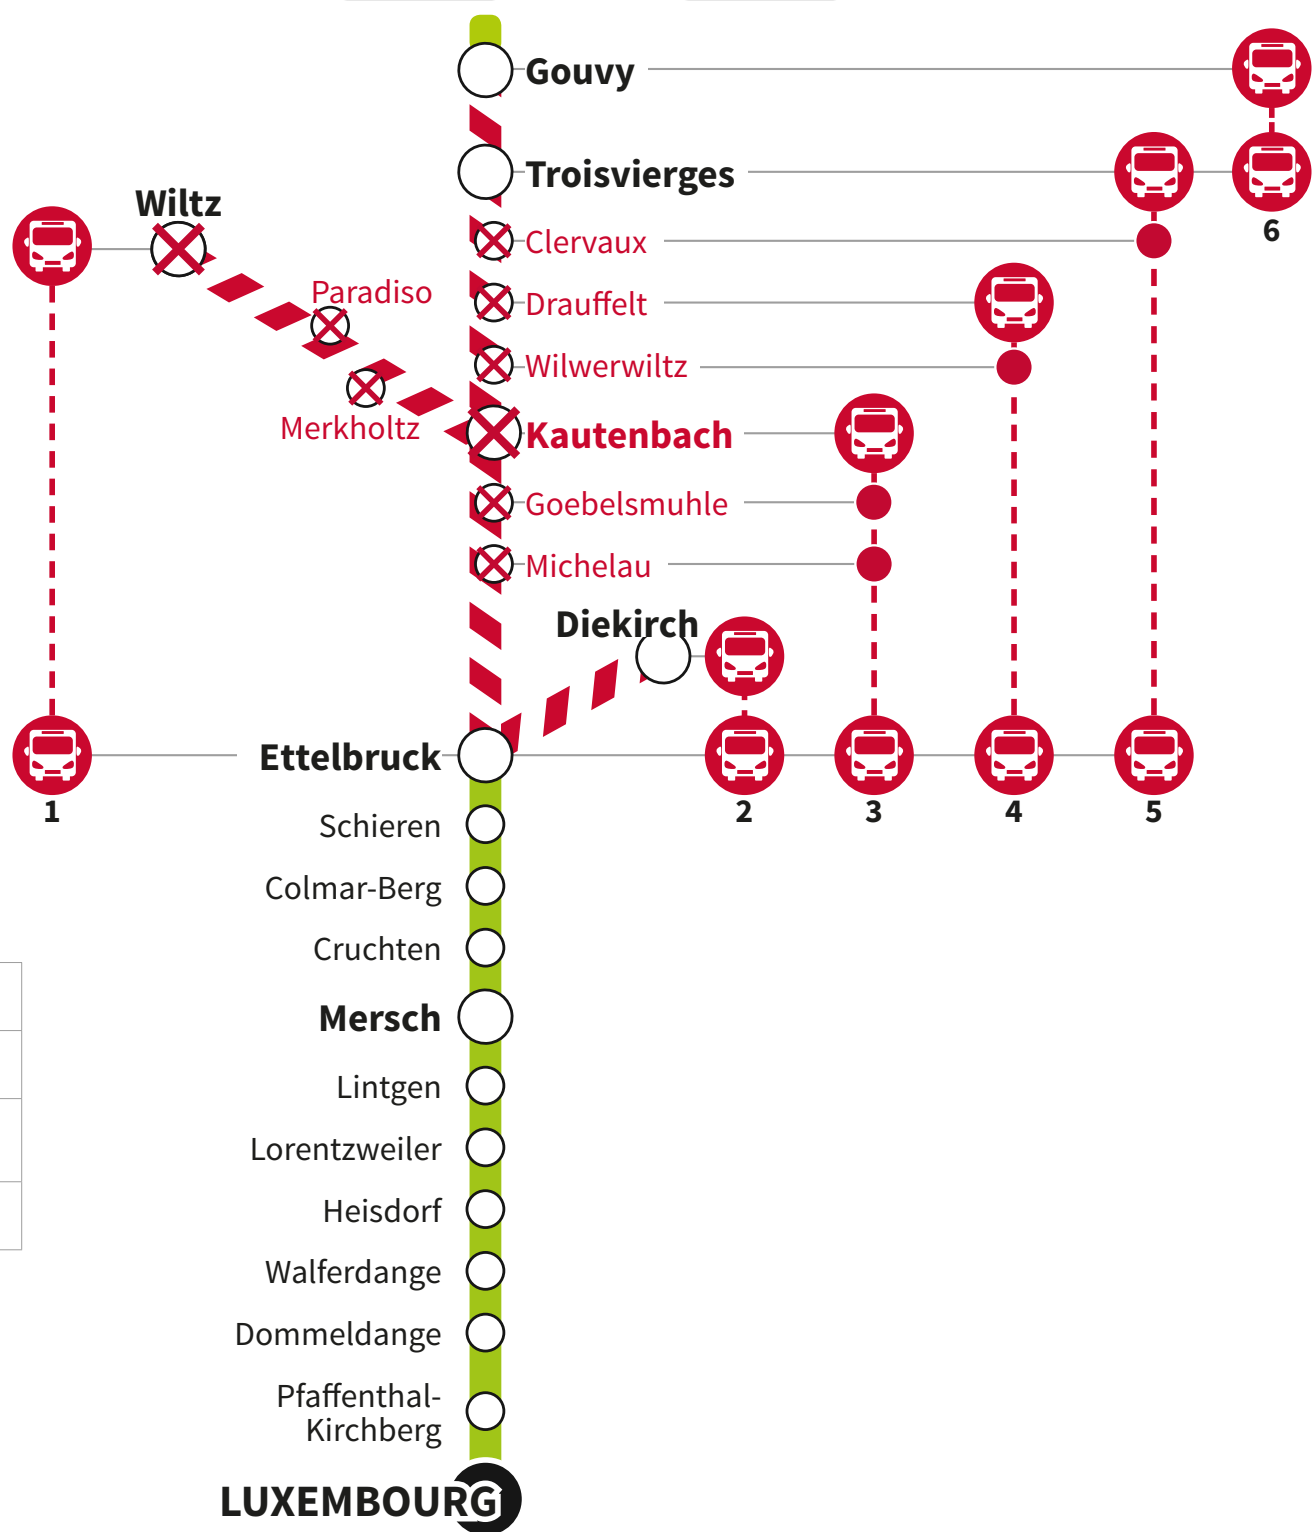 Gouvy
Troisvierges
6
Wiltz
Clervaux
Paradiso
Drauffelt
Wilwerwiltz
Merkholtz
Kautenbach
Goebelsmuhle
Michelau
Diekirch
Ettelbruck
1
2
3
4
5
Schieren
Colmar-Berg
Cruchten
Mersch
Lintgen
Lorentzweiler
Heisdorf
Walferdange
Dommeldange
Pfaffenthal-
Kirchberg
LUXEMBOURG